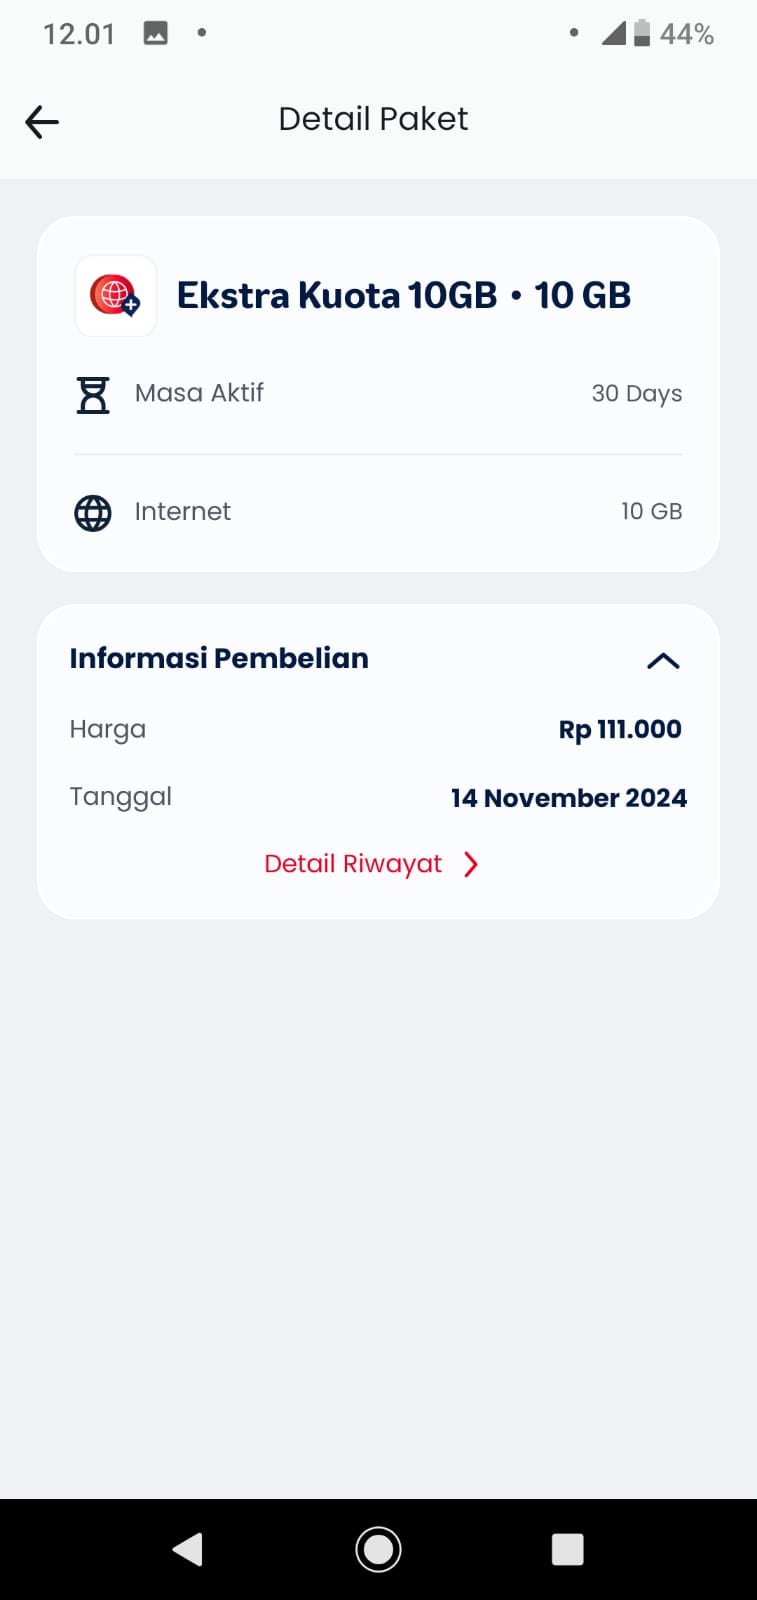 12.01
44%
Detail Paket
Ekstra Kuota 10GB • 10 GB
Masa Aktif 30 Days
Internet 10 GB
Informasi Pembelian
Harga Rp 111.000
Tanggal 14 November 2024
Detail Riwayat